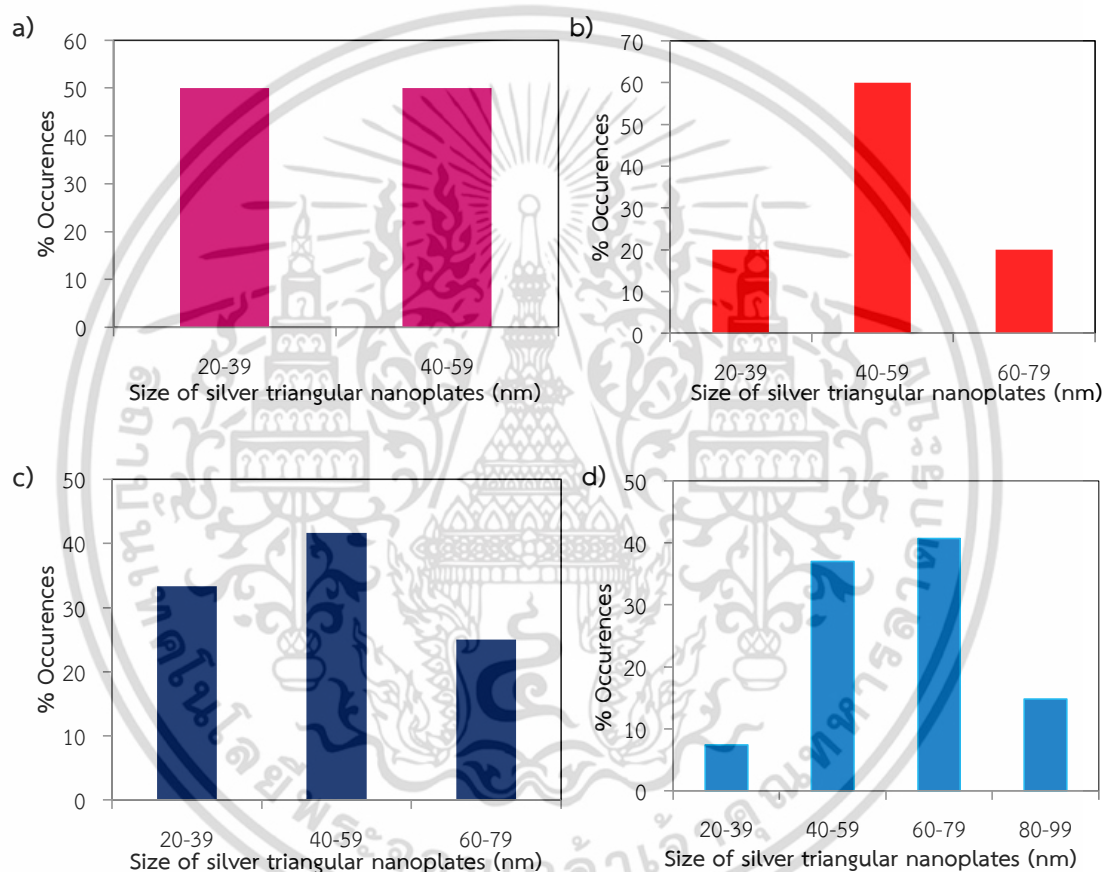 a)
60
50
40
30
20
10
0
% Occurences
20-39 40-59
Size of silver triangular nanoplates (nm)
b)
70
60
50
40
30
20
10
0
% Occurences
20-39 40-59 60-79
Size of silver triangular nanoplates (nm)
c)
50
40
30
20
10
0
% Occurences
20-39 40-59 60-79
Size of silver triangular nanoplates (nm)
d)
50
40
30
20
10
0
% Occurences
20-39 40-59 60-79 80-99
Size of silver triangular nanoplates (nm)